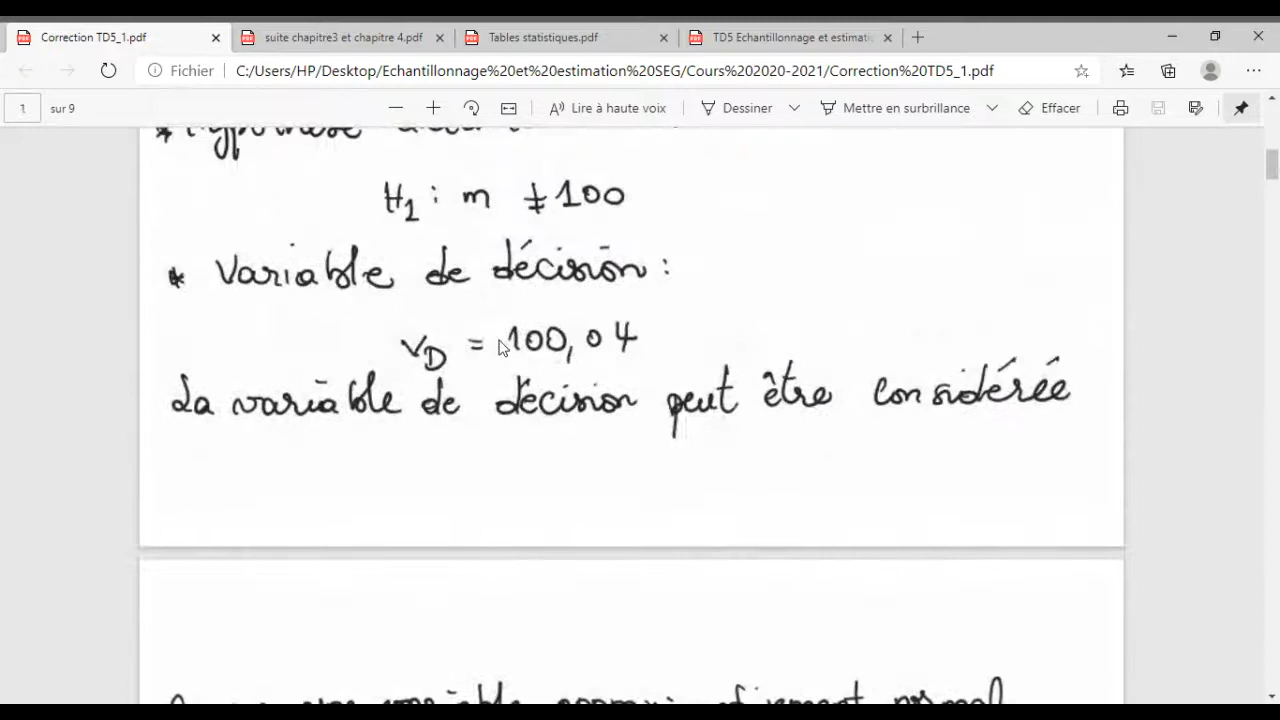 Correction TD5_1.pdf
suite chapitre3 et chapitre 4.pdf
Tables statistiques.pdf
TD5 Echantillonnage et estimati
Fichier
C:/Users/HP/Desktop/Echantillonnage%20et%20estimation%20SEG/Cours%202020-2021/Correction%20TD5_1.pdf
1 sur 9
Lire à haute voix
Dessiner
Mettre en surbrillance
Effacer
* Hypothèse
H1 : m ≠ 100
* Variable de décision :
VD = 100,04
La variable de décision peut être considérée
normal